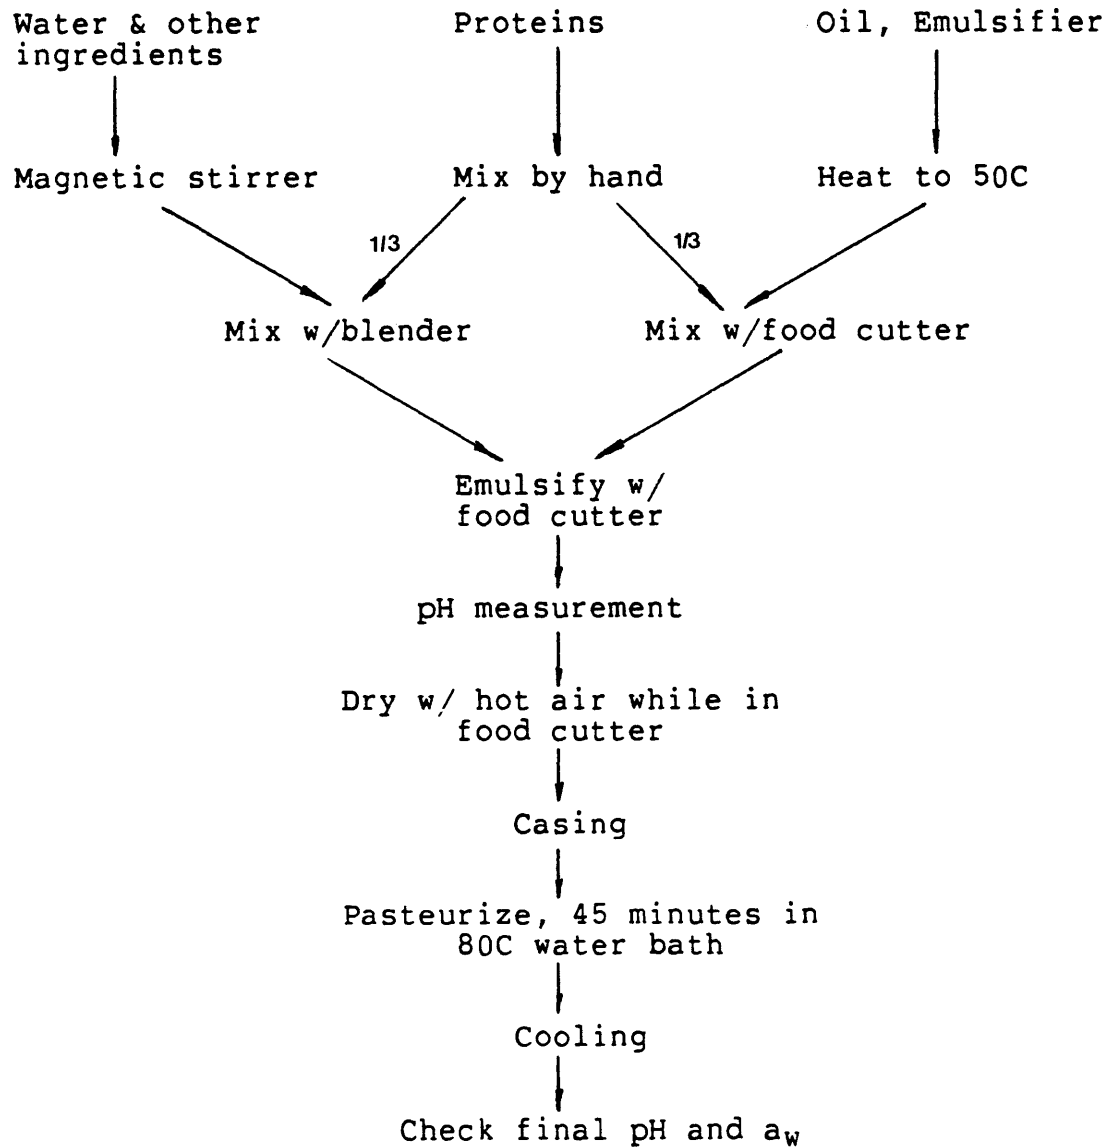 Water & other
ingredients
Proteins
Oil, Emulsifier
Magnetic stirrer
Mix by hand
Heat to 50C
1/3
1/3
Mix w/blender
Mix w/food cutter
Emulsify w/
food cutter
pH measurement
Dry w/ hot air while in
food cutter
Casing
Pasteurize, 45 minutes in
80C water bath
Cooling
Check final pH and aw